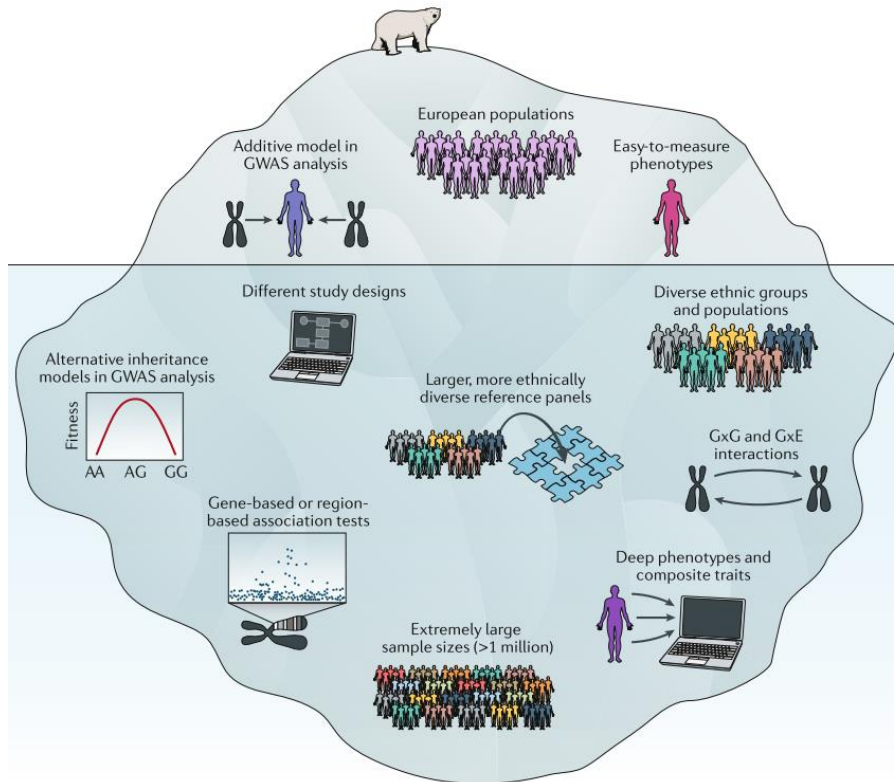 European populations
Additive model in
GWAS analysis
Easy-to-measure
phenotypes
Different study designs
Diverse ethnic groups
and populations
Alternative inheritance
models in GWAS analysis
Fitness
AA AG GG
Larger, more ethnically
diverse reference panels
GxG and GxE
interactions
Gene-based or region-
based association tests
Deep phenotypes and
composite traits
Extremely large
sample sizes (>1 million)